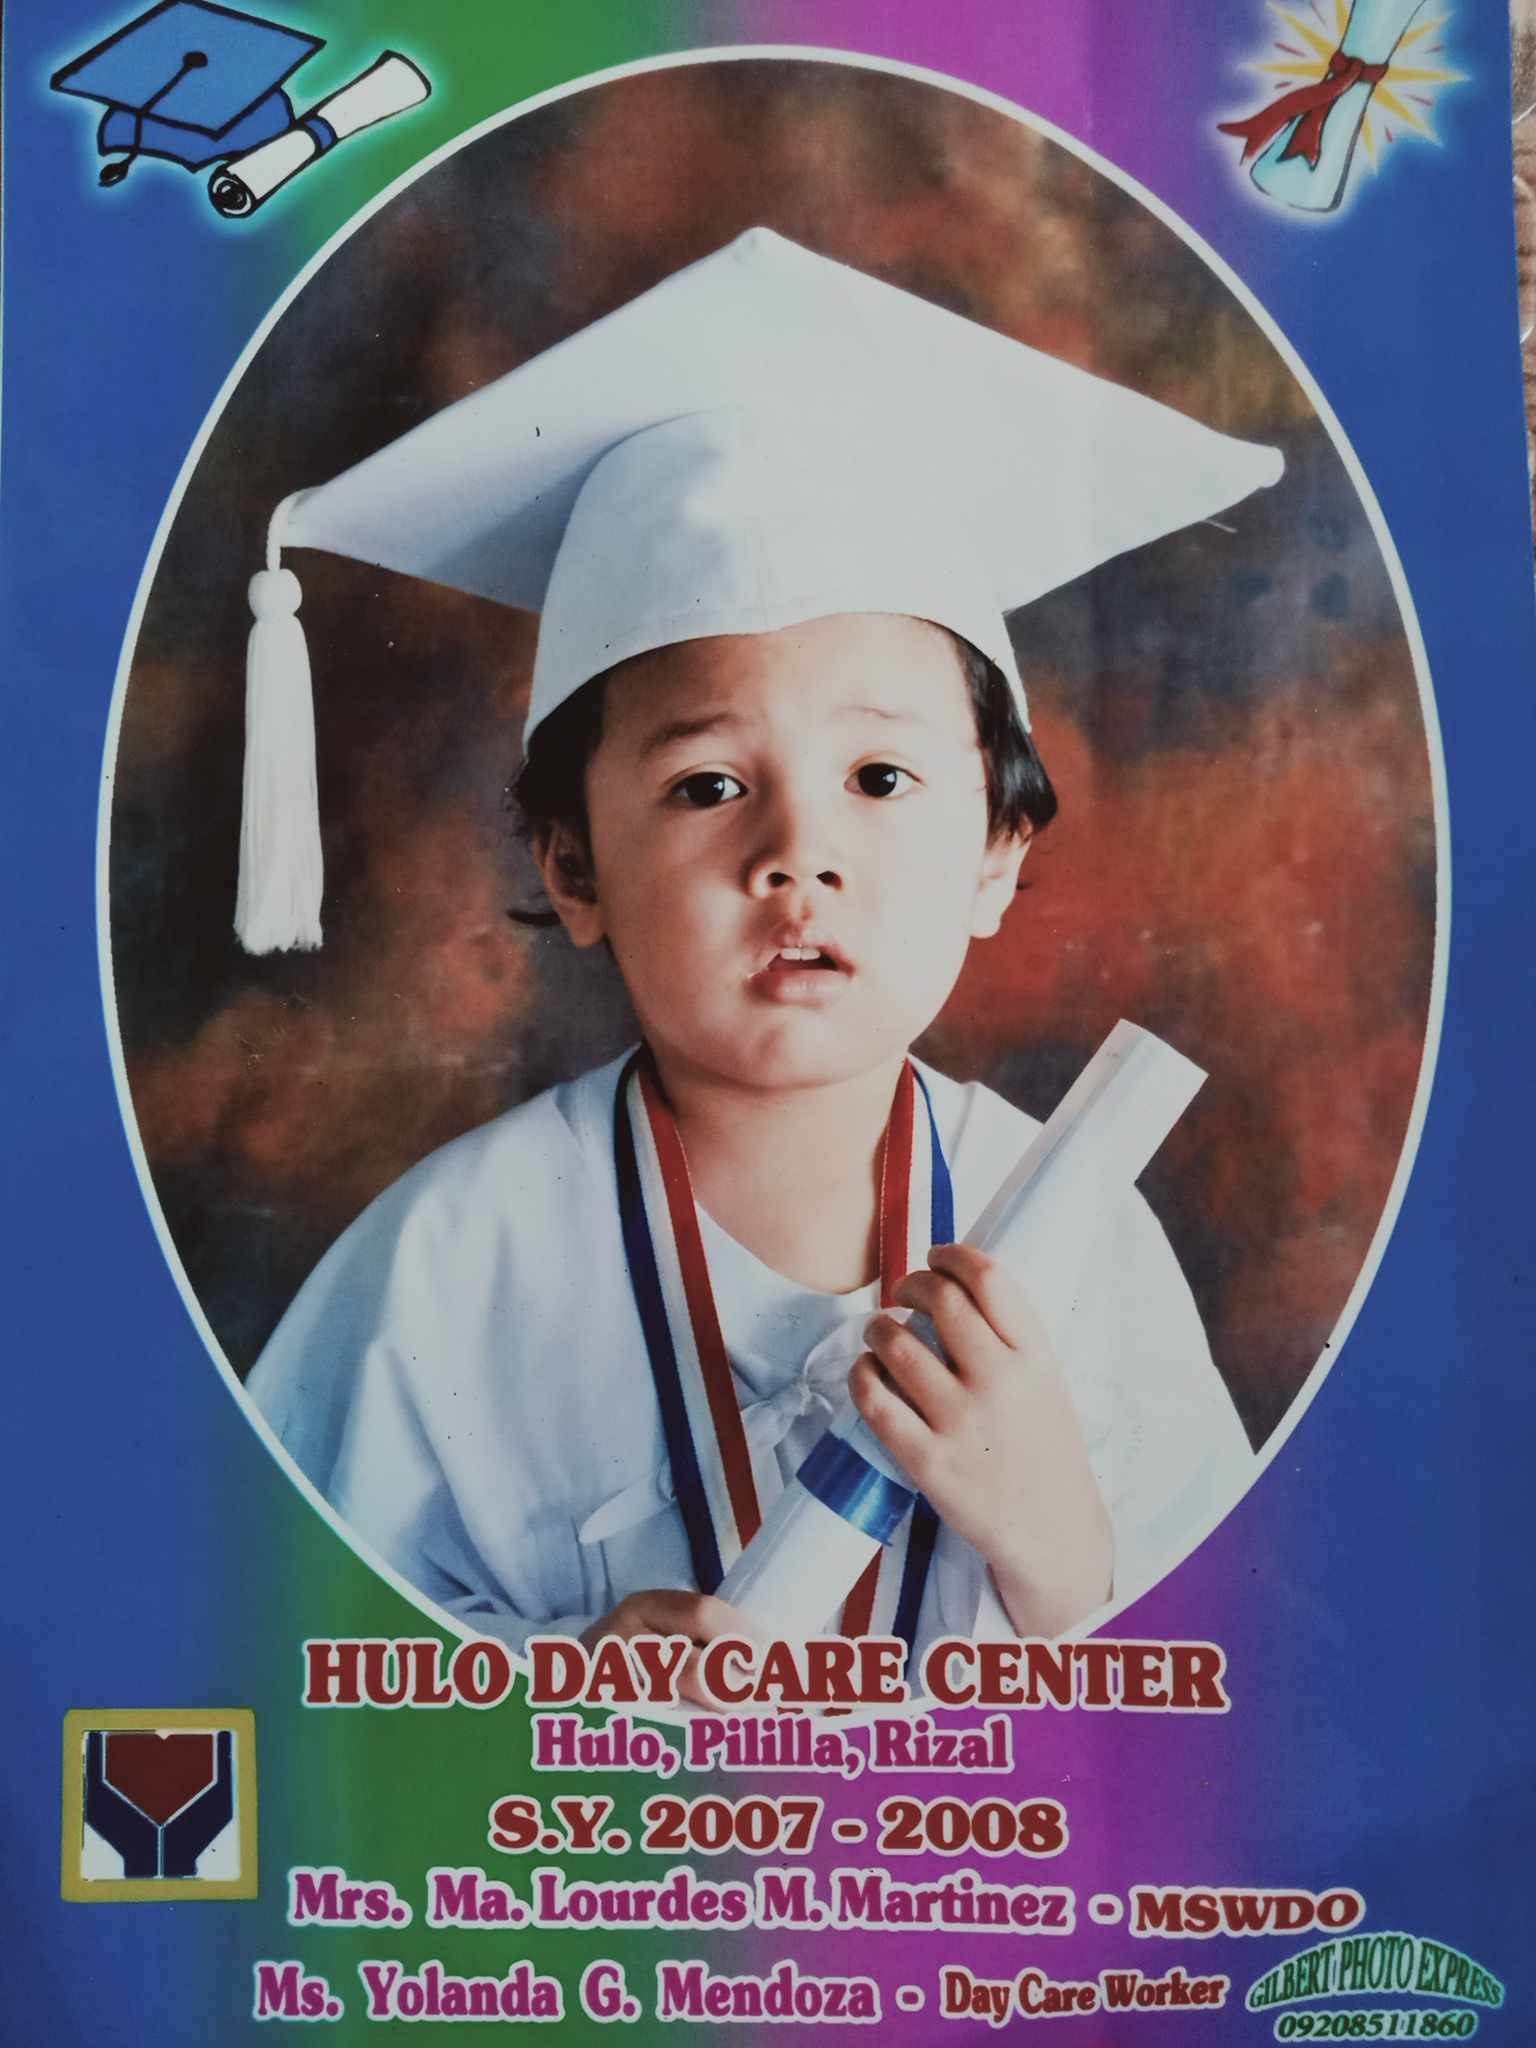 HULO DAY CARE CENTER
Hulo, Pililla, Rizal
S.Y. 2007 - 2008
Mrs. Ma. Lourdes M. Martinez - MSWDO
Ms. Yolanda G. Mendoza - Day Care Worker
GILBERT PHOTO EXPRESS
09208511860